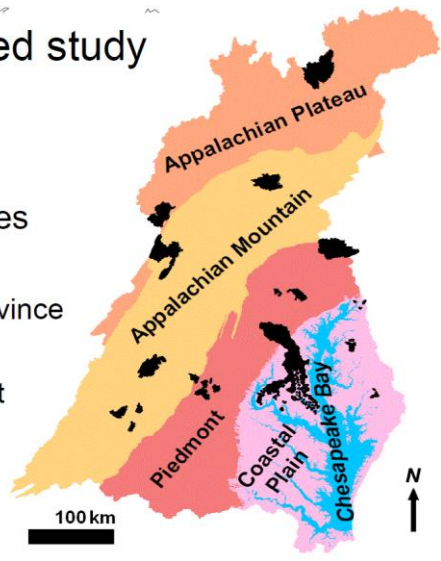 ed study
Appalachian Plateau
es
Appalachian Mountain
vince
t
Piedmont
Coastal
Plain
Chesapeake Bay
N
100 km